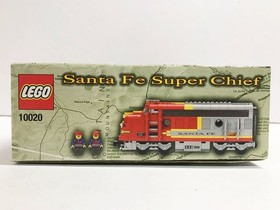 LEGO
Santa Fe Super Chief
10020
SANTA FE